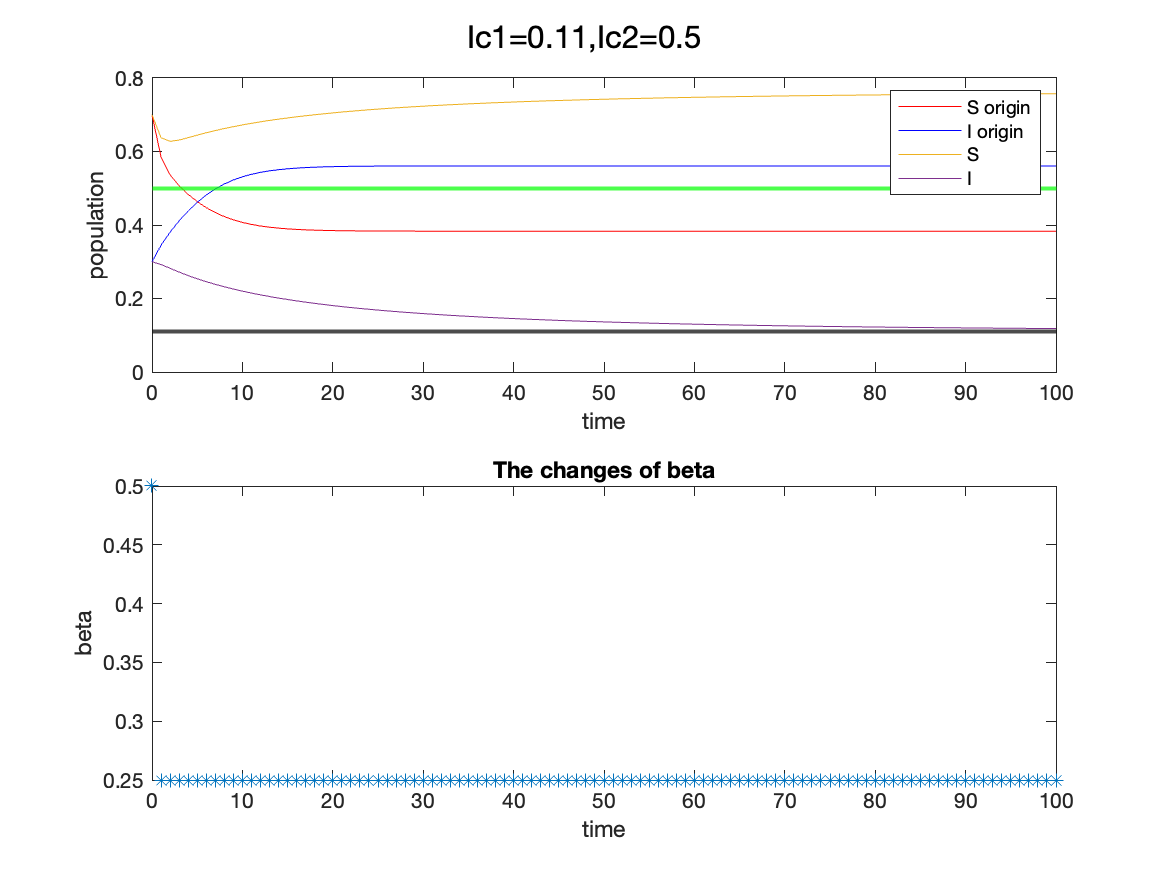 Ic1=0.11,Ic2=0.5
0.8
0.6
0.4
0.2
0
population
S origin
I origin
S
I
0 10 20 30 40 50 60 70 80 90 100
time
The changes of beta
0.5
0.45
0.4
0.35
0.3
0.25
beta
0 10 20 30 40 50 60 70 80 90 100
time